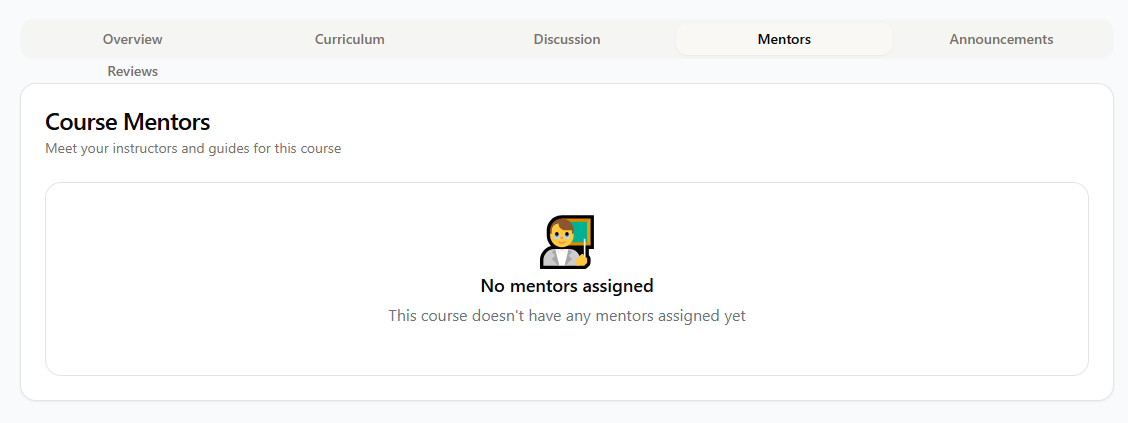 Overview Curriculum Discussion Mentors Announcements
Reviews
Course Mentors
Meet your instructors and guides for this course
No mentors assigned
This course doesn't have any mentors assigned yet